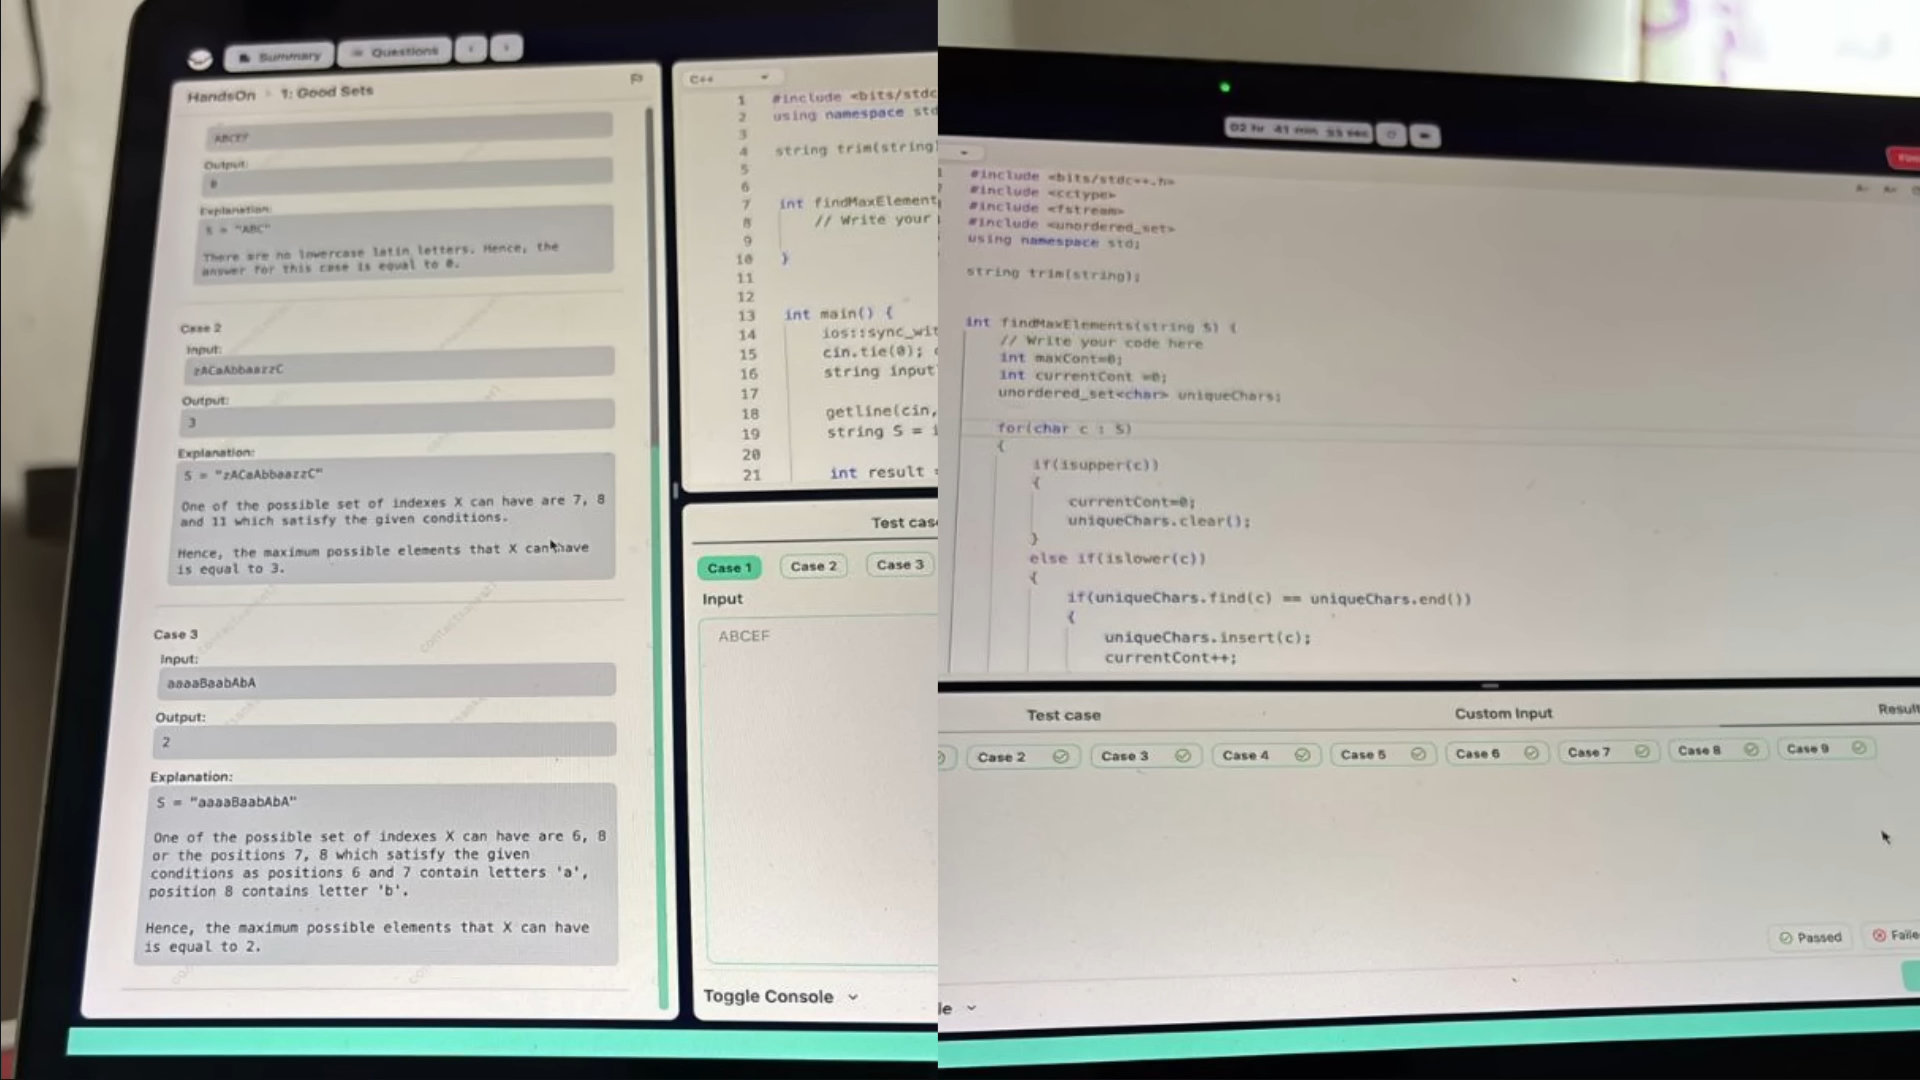 Summary
Questions
HandsOn > 1: Good Sets
ABCEF
Output:
0
Explanation:
S = "ABC"
There are no lowercase latin letters. Hence, the
answer for this case is equal to 0.
Case 2
Input:
zACaAbbaazzC
Output:
3
Explanation:
S = "zACaAbbaazzC"
One of the possible set of indexes X can have are 7, 8
and 11 which satisfy the given conditions.
Hence, the maximum possible elements that X can have
is equal to 3.
Case 3
Input:
aaaaBaabAbA
Output:
2
Explanation:
S = "aaaaBaabAbA"
One of the possible set of indexes X can have are 6, 8
or the positions 7, 8 which satisfy the given
conditions as positions 6 and 7 contain letters 'a',
position 8 contains letter 'b'.
Hence, the maximum possible elements that X can have
is equal to 2.
C++
1 #include <bits/stdc
2 using namespace std
3
4 string trim(string)
5
6
7 int findMaxElement
8 // Write your
9
10 }
11
12
13 int main() {
14 ios::sync_wit
15 cin.tie(0);
16 string input
17
18 getline(cin,
19 string S = i
20
21 int result =
Test cas
Case 1 Case 2 Case 3
Input
ABCEF
Toggle Console
02 hr 41 min 53 sec
#include <bits/stdc++.h>
#include <cctype>
#include <fstream>
#include <unordered_set>
using namespace std;
string trim(string);
int findMaxElements(string S) {
// Write your code here
int maxCont=0;
int currentCont =0;
unordered_set<char> uniqueChars;
for(char c : S)
{
if(isupper(c))
{
currentCont=0;
uniqueChars.clear();
}
else if(islower(c))
{
if(uniqueChars.find(c) == uniqueChars.end())
{
uniqueChars.insert(c);
currentCont++;
Test case Custom Input Result
Case 2 Case 3 Case 4 Case 5 Case 6 Case 7 Case 8 Case 9
Passed Faile
le